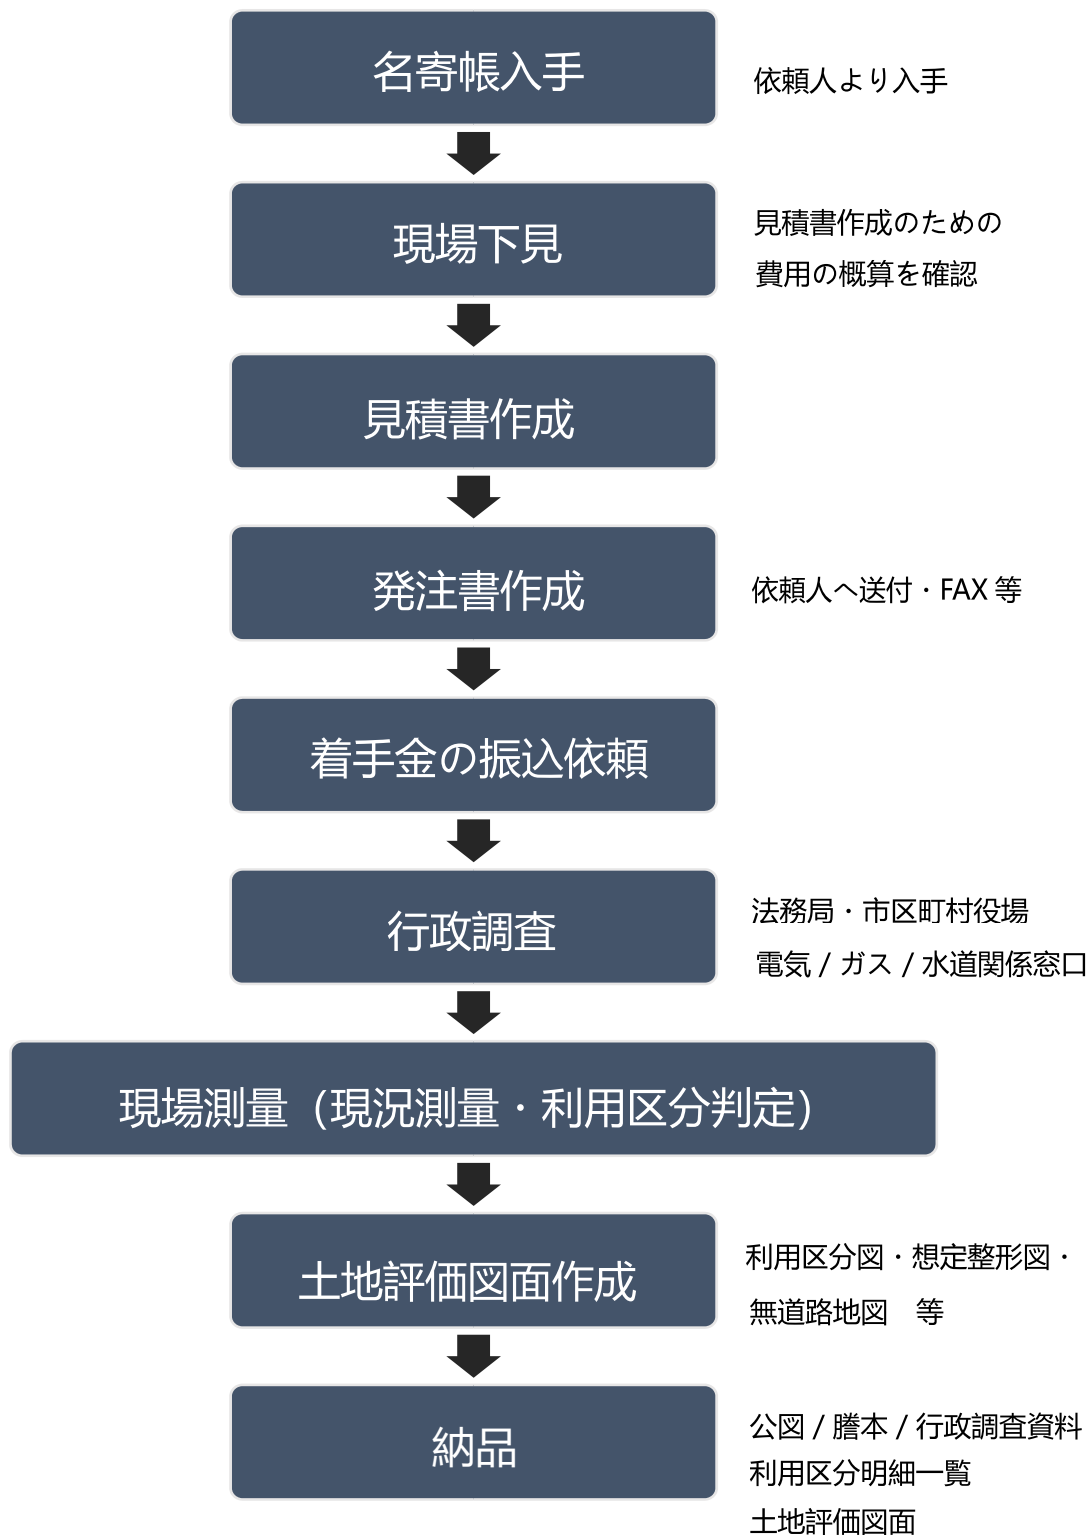 名寄帳入手
依頼人より入手
現場下見
見積書作成のための
費用の概算を確認
見積書作成
発注書作成
依頼人へ送付・FAX 等
着手金の振込依頼
行政調査
法務局・市区町村役場
電気 / ガス / 水道関係窓口
現場測量（現況測量・利用区分判定）
土地評価図面作成
利用区分図・想定整形図・
無道路地図　等
納品
公図 / 謄本 / 行政調査資料
利用区分明細一覧
土地評価図面